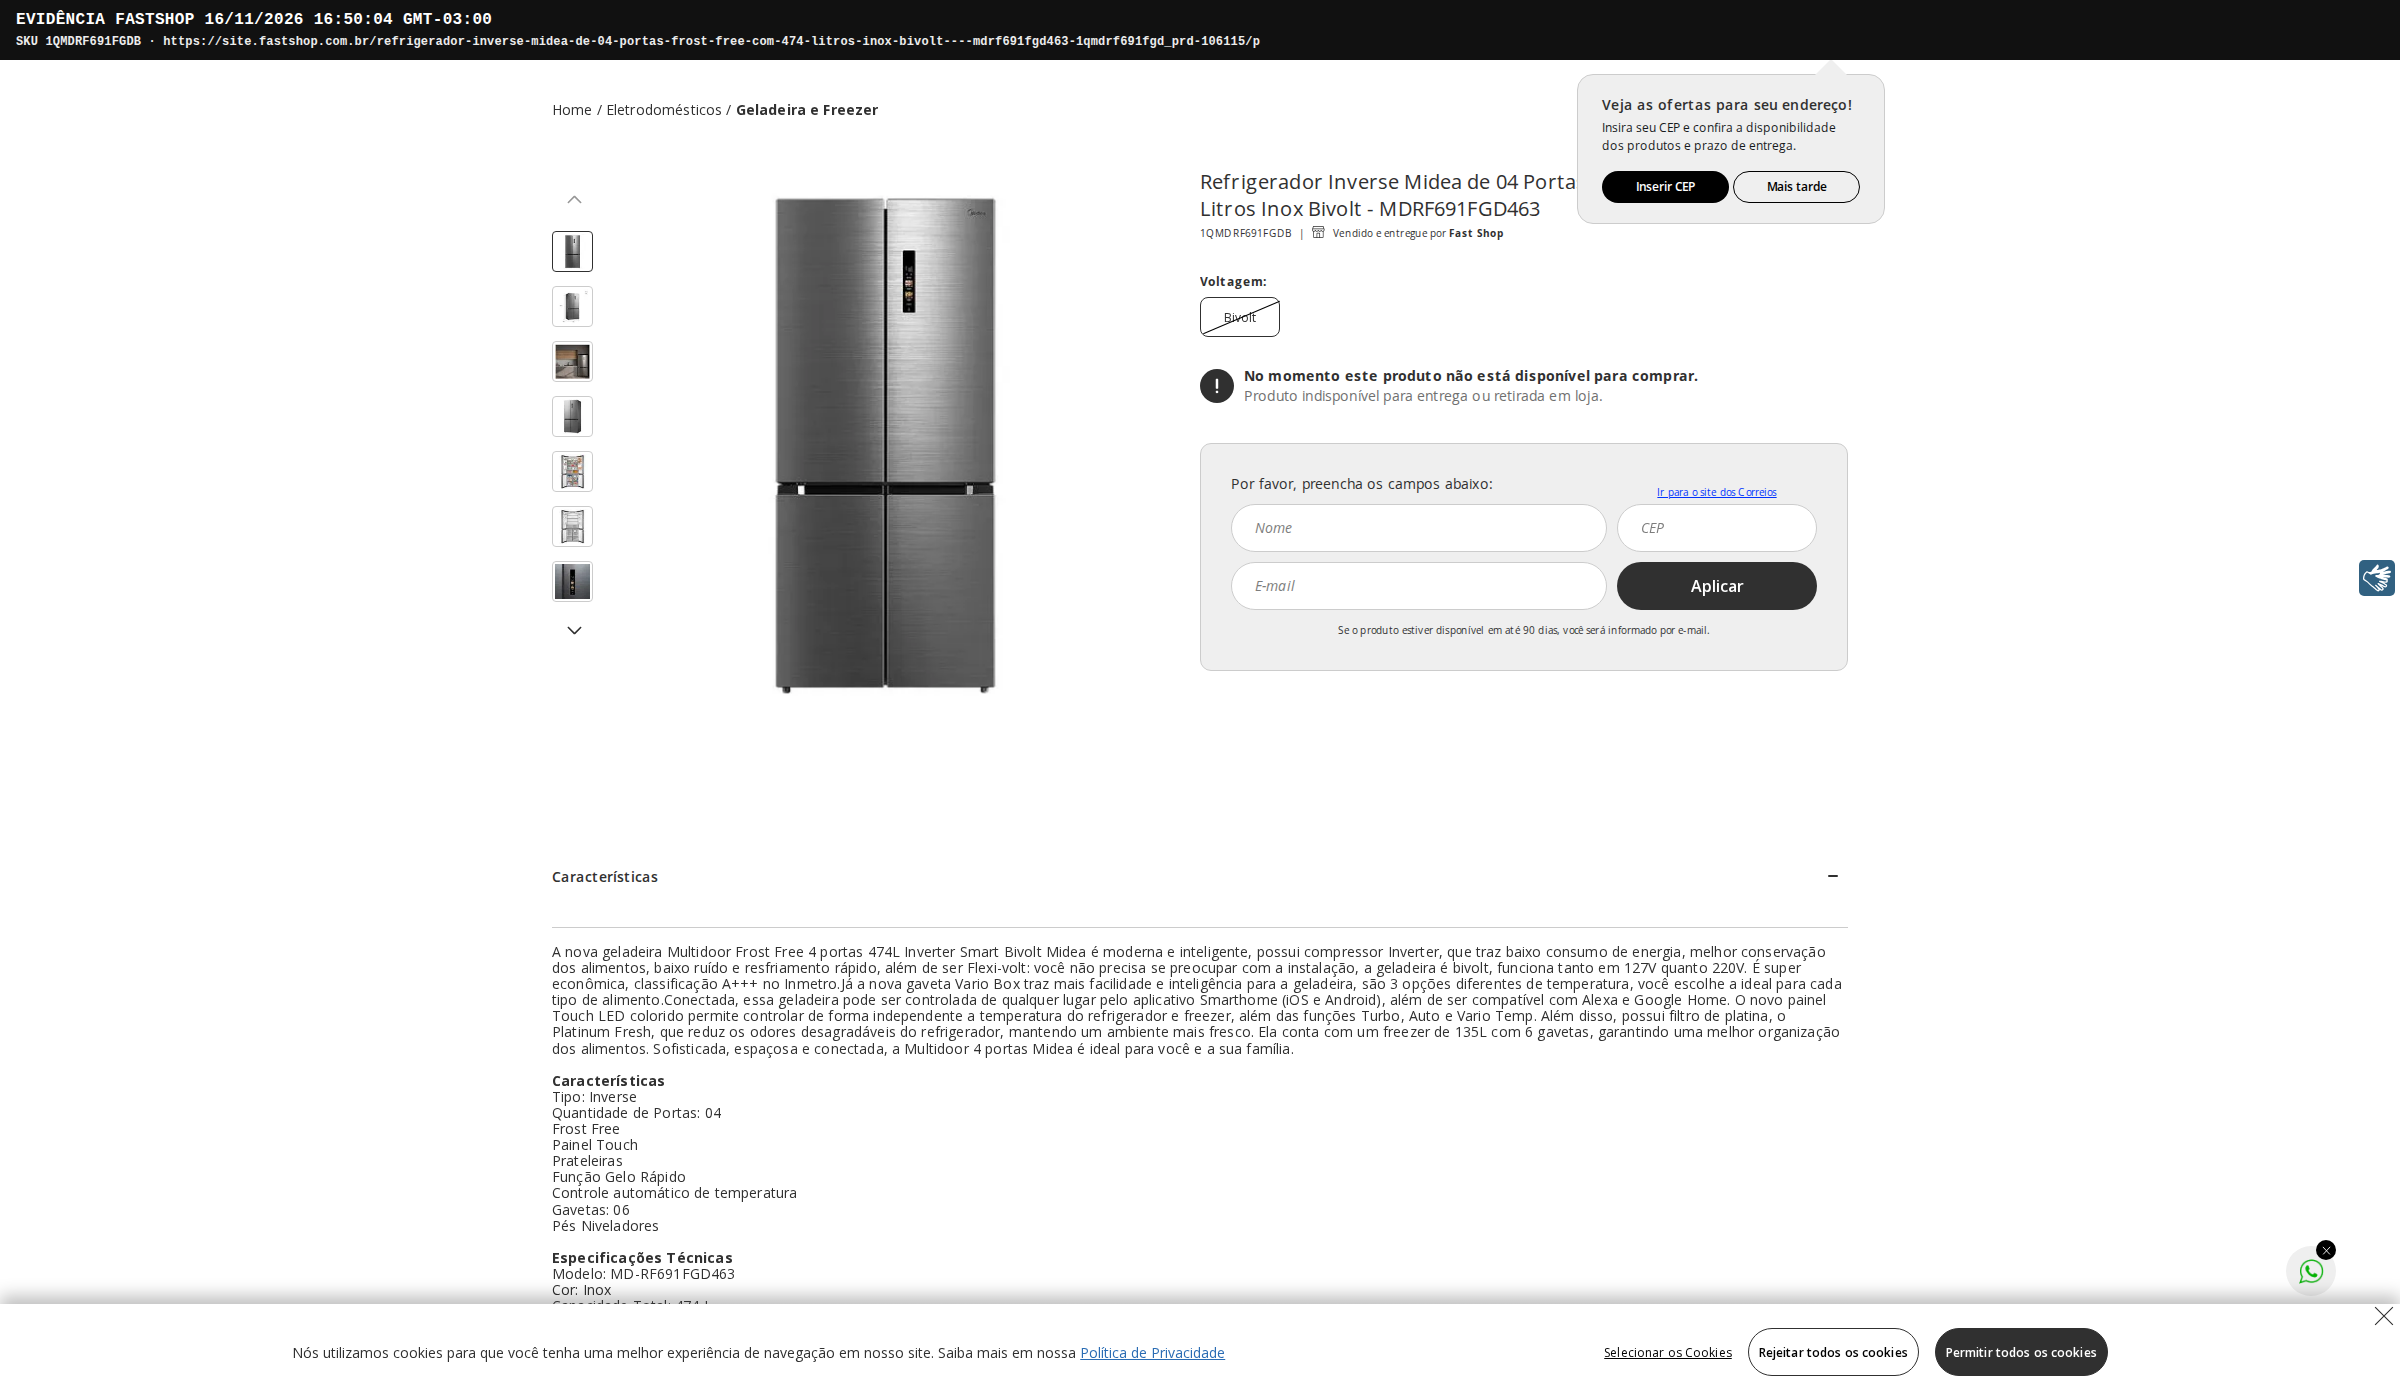 EVIDÊNCIA FASTSHOP 16/11/2026 16:50:04 GMT-03:00
SKU 1QMDRF691FGDB · https://site.fastshop.com.br/refrigerador-inverse-midea-de-04-portas-frost-free-com-474-litros-inox-bivolt----mdrf691fgd463-1qmdrf691fgd_prd-106115/p
Veja as ofertas para seu endereço!
Insira seu CEP e confira a disponibilidade
dos produtos e prazo de entrega.
Inserir CEP
Mais tarde
Home / Eletrodomésticos / Geladeira e Freezer
Refrigerador Inverse Midea de 04 Porta
Litros Inox Bivolt - MDRF691FGD463
1QMDRF691FGDB | Vendido e entregue por Fast Shop
Voltagem:
Bivolt
No momento este produto não está disponível para comprar.
Produto indisponível para entrega ou retirada em loja.
Por favor, preencha os campos abaixo:
Ir para o site dos Correios
Nome
CEP
E-mail
Aplicar
Se o produto estiver disponível em até 90 dias, você será informado por e-mail.
Características
A nova geladeira Multidoor Frost Free 4 portas 474L Inverter Smart Bivolt Midea é moderna e inteligente, possui compressor Inverter, que traz baixo consumo de energia, melhor conservação
dos alimentos, baixo ruído e resfriamento rápido, além de ser Flexi-volt: você não precisa se preocupar com a instalação, a geladeira é bivolt, funciona tanto em 127V quanto 220V. É super
econômica, classificação A+++ no Inmetro.Já a nova gaveta Vario Box traz mais facilidade e inteligência para a geladeira, são 3 opções diferentes de temperatura, você escolhe a ideal para cada
tipo de alimento.Conectada, essa geladeira pode ser controlada de qualquer lugar pelo aplicativo Smarthome (iOS e Android), além de ser compatível com Alexa e Google Home. O novo painel
Touch LED colorido permite controlar de forma independente a temperatura do refrigerador e freezer, além das funções Turbo, Auto e Vario Temp. Além disso, possui filtro de platina, o
Platinum Fresh, que reduz os odores desagradáveis do refrigerador, mantendo um ambiente mais fresco. Ela conta com um freezer de 135L com 6 gavetas, garantindo uma melhor organização
dos alimentos. Sofisticada, espaçosa e conectada, a Multidoor 4 portas Midea é ideal para você e a sua família.
Características
Tipo: Inverse
Quantidade de Portas: 04
Frost Free
Painel Touch
Prateleiras
Função Gelo Rápido
Controle automático de temperatura
Gavetas: 06
Pés Niveladores
Especificações Técnicas
Modelo: MD-RF691FGD463
Cor: Inox
Capacidade Total: 474 L
Nós utilizamos cookies para que você tenha uma melhor experiência de navegação em nosso site. Saiba mais em nossa Política de Privacidade
Selecionar os Cookies
Rejeitar todos os cookies
Permitir todos os cookies